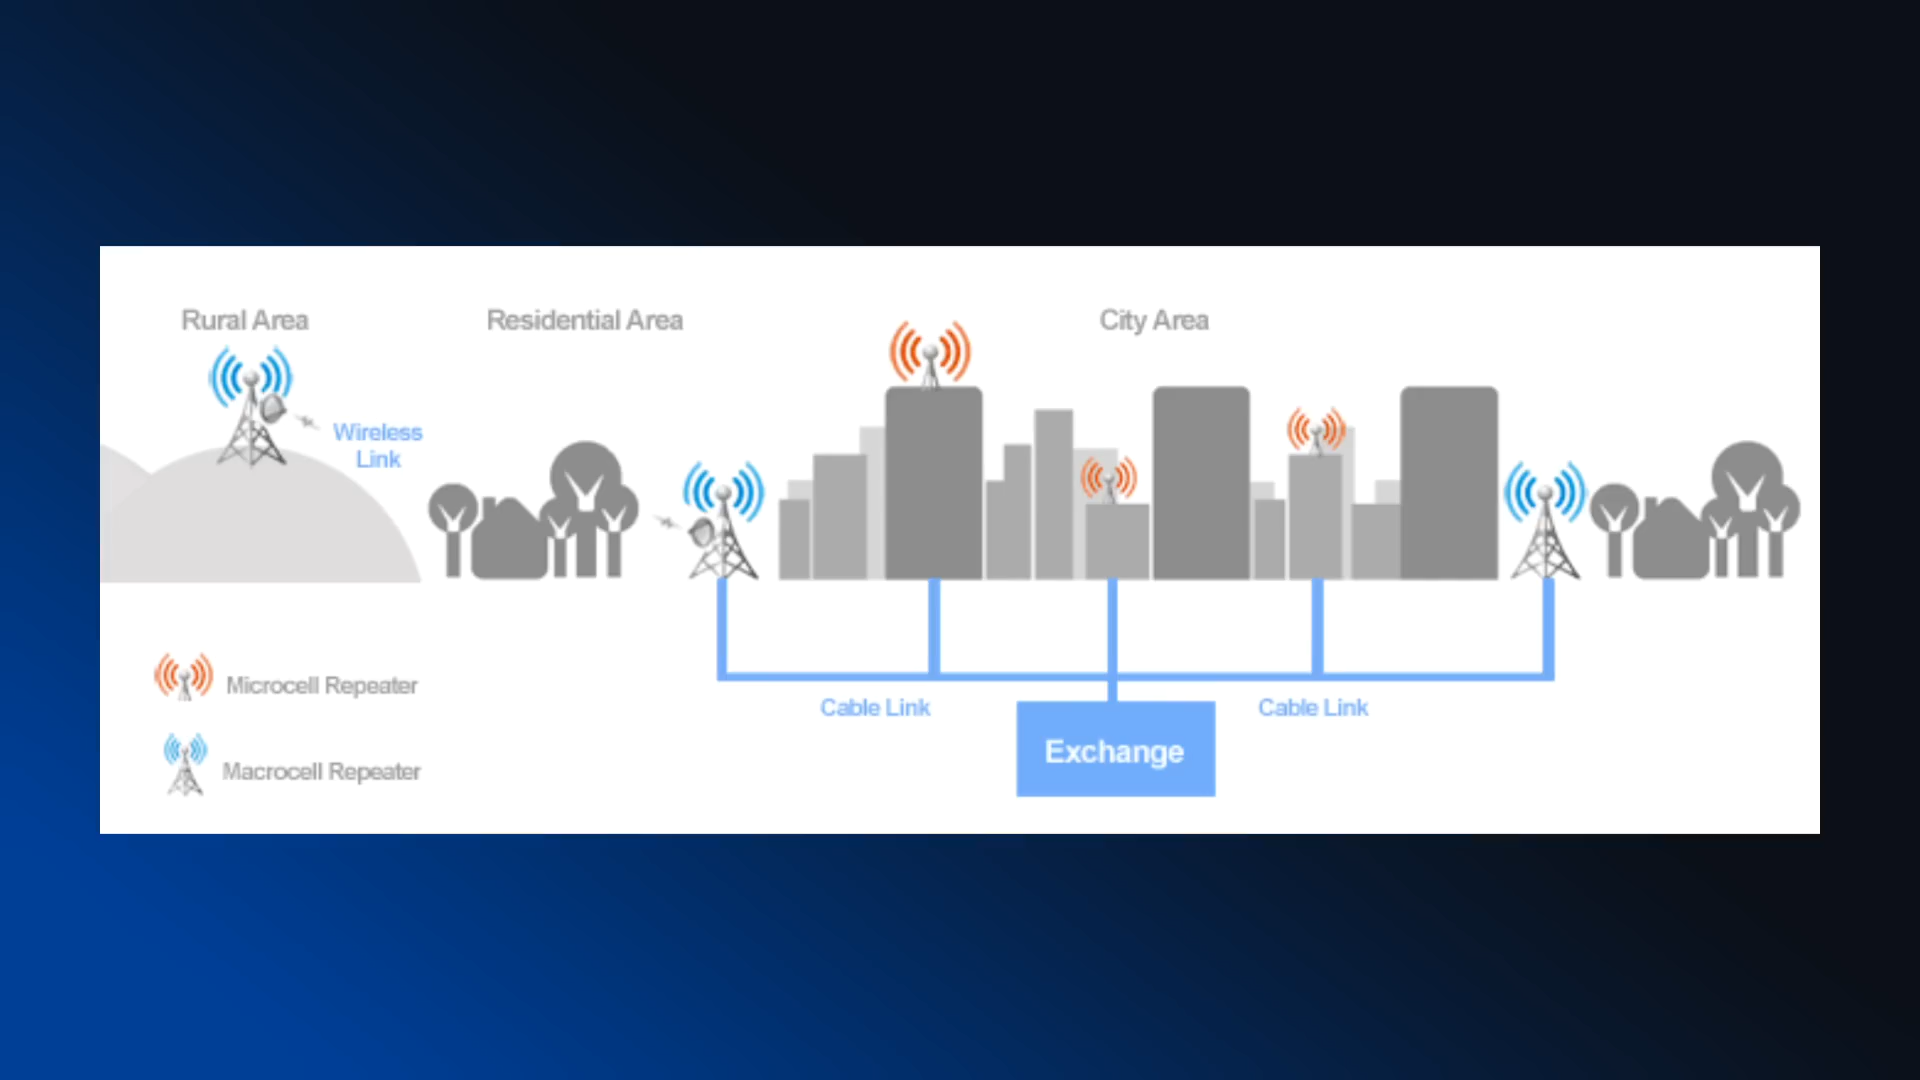 Rural Area
Residential Area
City Area
Wireless
Link
Microcell Repeater
Cable Link
Cable Link
Exchange
Macrocell Repeater